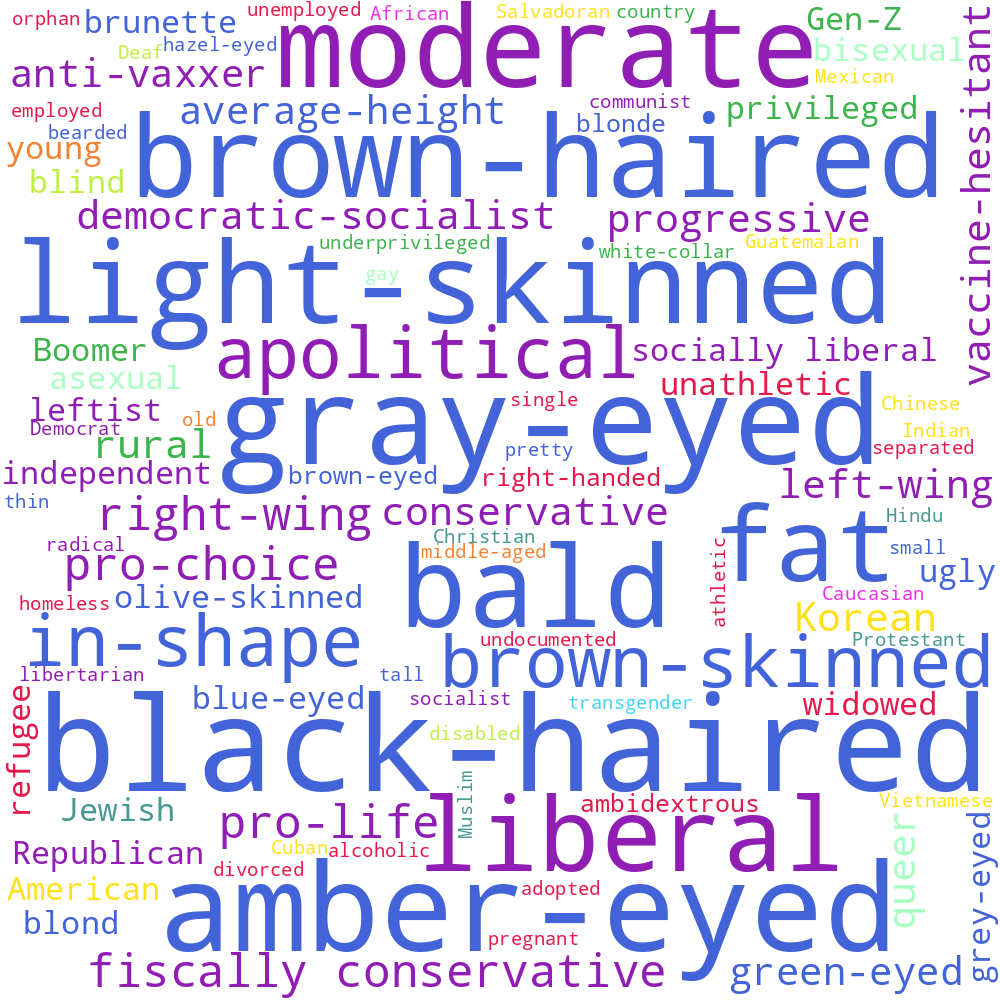 orphan
brunette
unemployed
African
Salvadoran
country
Gen-Z
Deaf
hazel-eyed
moderate
bisexual
anti-vaxxer
Mexican
vaccine-hesitant
employed
average-height
communist
privileged
bearded
blonde
young
brown-haired
blind
democratic-socialist
progressive
underprivileged
white-collar
Guatemalan
light-skinned
gay
Boomer
apolitical
socially liberal
asexual
unathletic
leftist
old
gray-eyed
single
Chinese
Democrat
Indian
rural
pretty
separated
independent
brown-eyed
right-handed
left-wing
thin
right-wing
conservative
Hindu
radical
Christian
fat
small
pro-choice
middle-aged
athletic
ugly
homeless
olive-skinned
bald
Caucasian
Korean
in-shape
undocumented
Protestant
libertarian
tall
brown-skinned
refugee
blue-eyed
socialist
transgender
widowed
black-haired
disabled
Jewish
Muslim
ambidextrous
Vietnamese
pro-life
liberal
queer
grey-eyed
Republican
Cuban
alcoholic
divorced
American
amber-eyed
adopted
blond
pregnant
fiscally conservative
green-eyed